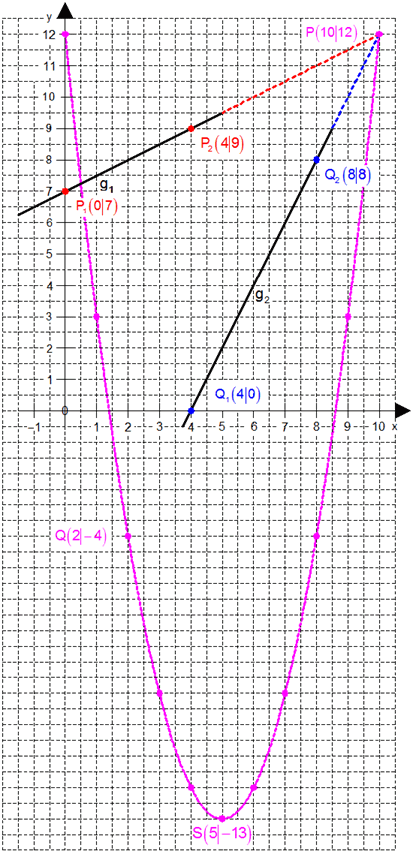 y
12
P(10|12)
11
10
9
P₂(4|9)
8
Q₂(8|8)
7
g₁
P₁(0|7)
6
5
4
g₂
3
2
1
Q₁(4|0)
0
−1 1 2 3 4 5 6 7 8 9 10 x
Q(2|−4)
S(5|−13)